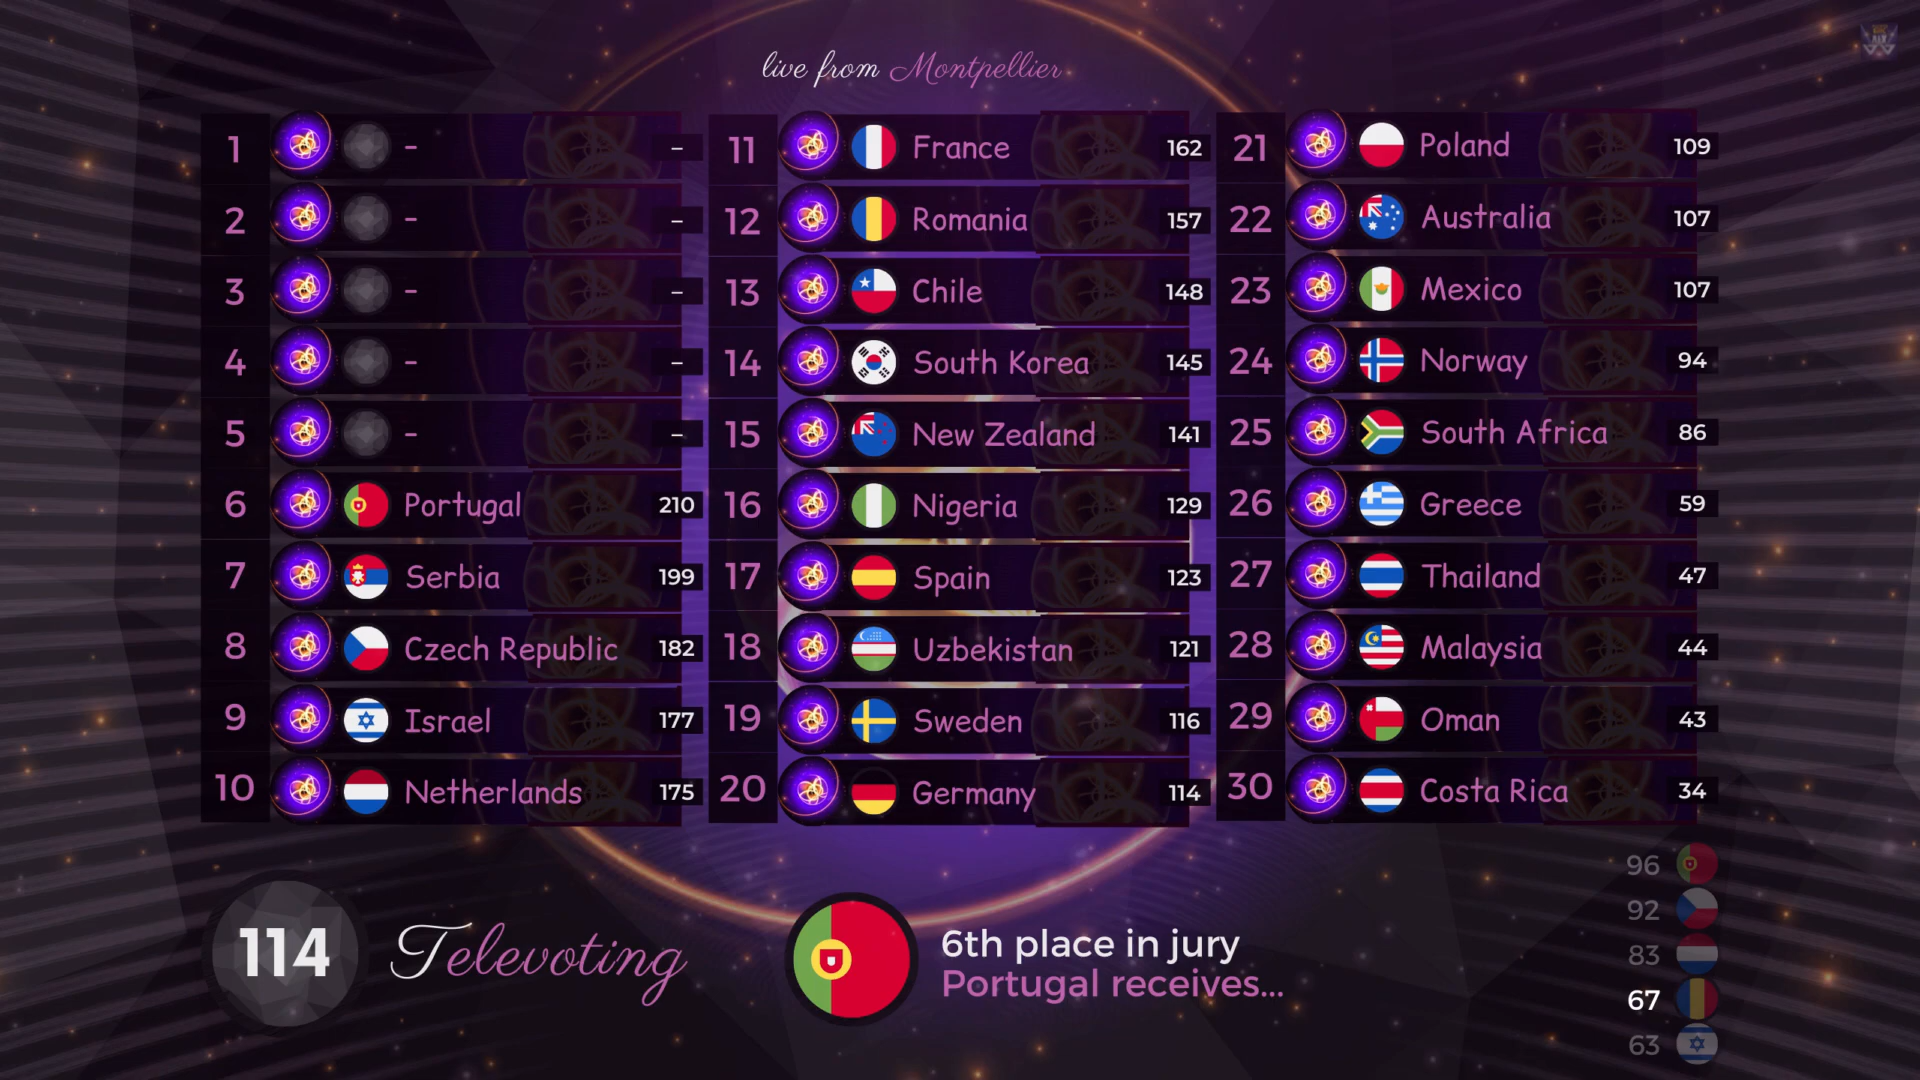 live from Montpellier
1 - -
2 - -
3 - -
4 - -
5 - -
6 Portugal 210
7 Serbia 199
8 Czech Republic 182
9 Israel 177
10 Netherlands 175
11 France 162
12 Romania 157
13 Chile 148
14 South Korea 145
15 New Zealand 141
16 Nigeria 129
17 Spain 123
18 Uzbekistan 121
19 Sweden 116
20 Germany 114
21 Poland 109
22 Australia 107
23 Mexico 107
24 Norway 94
25 South Africa 86
26 Greece 59
27 Thailand 47
28 Malaysia 44
29 Oman 43
30 Costa Rica 34
114 Televoting
6th place in jury
Portugal receives...
96
92
83
67
63